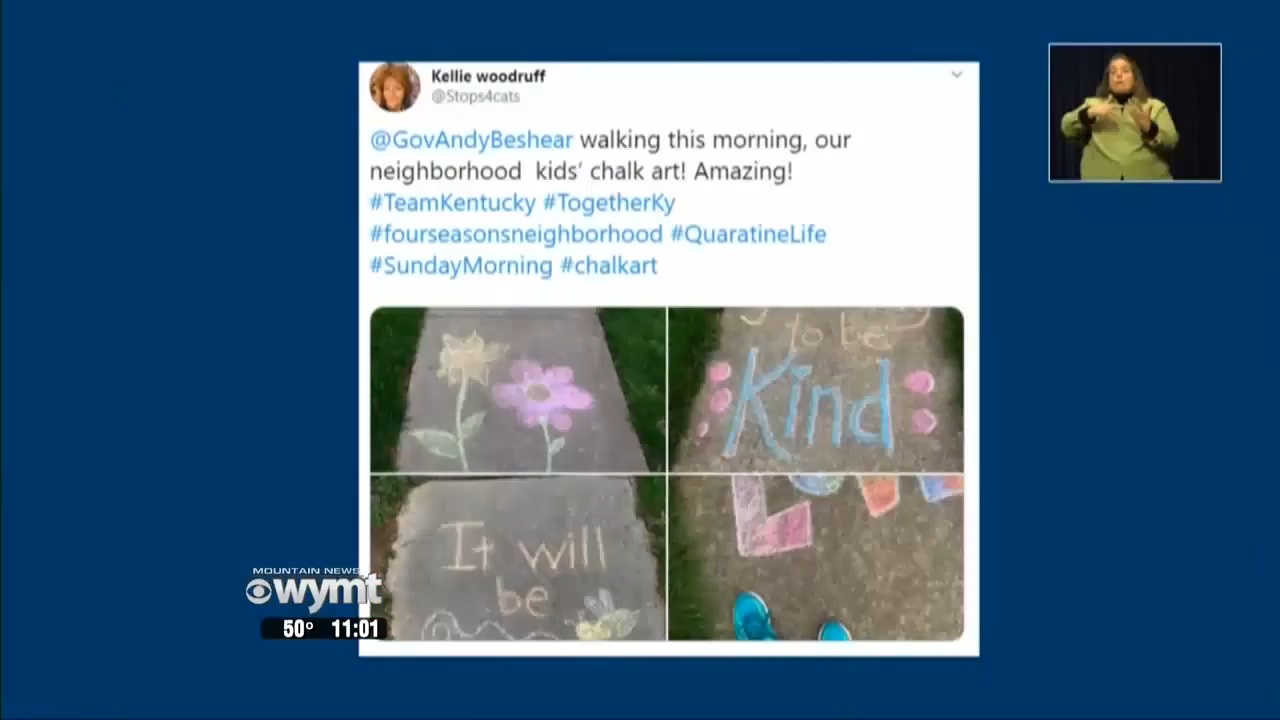 Kellie woodruff
@Stops4cats
@GovAndyBeshear walking this morning, our
neighborhood kids' chalk art! Amazing!
#TeamKentucky #TogetherKy
#fourseasonsneighborhood #QuaratineLife
#SundayMorning #chalkart
to be
Kind
It will
be
MOUNTAIN NEWS
wymt
50° 11:01